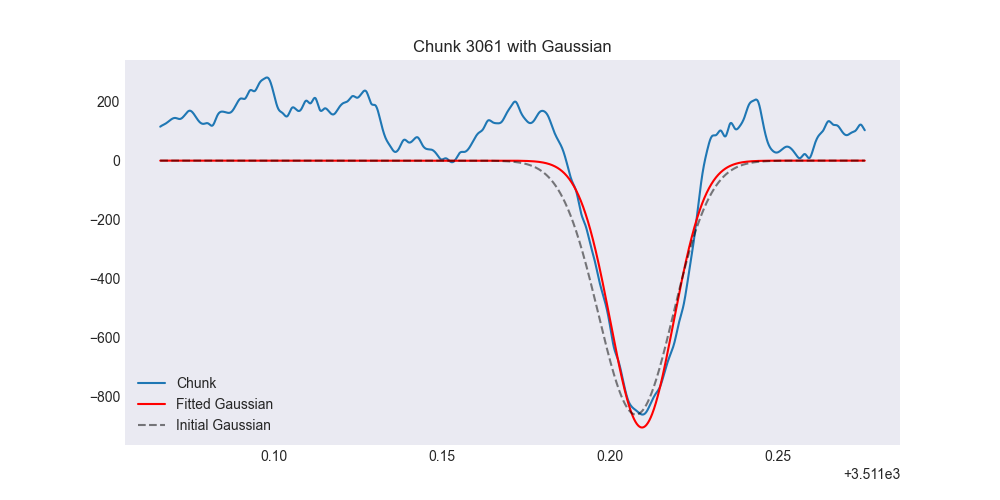 Chunk 3061 with Gaussian
200
0
−200
−400
−600
−800
Chunk
Fitted Gaussian
Initial Gaussian
0.10 0.15 0.20 0.25
+3.511e3